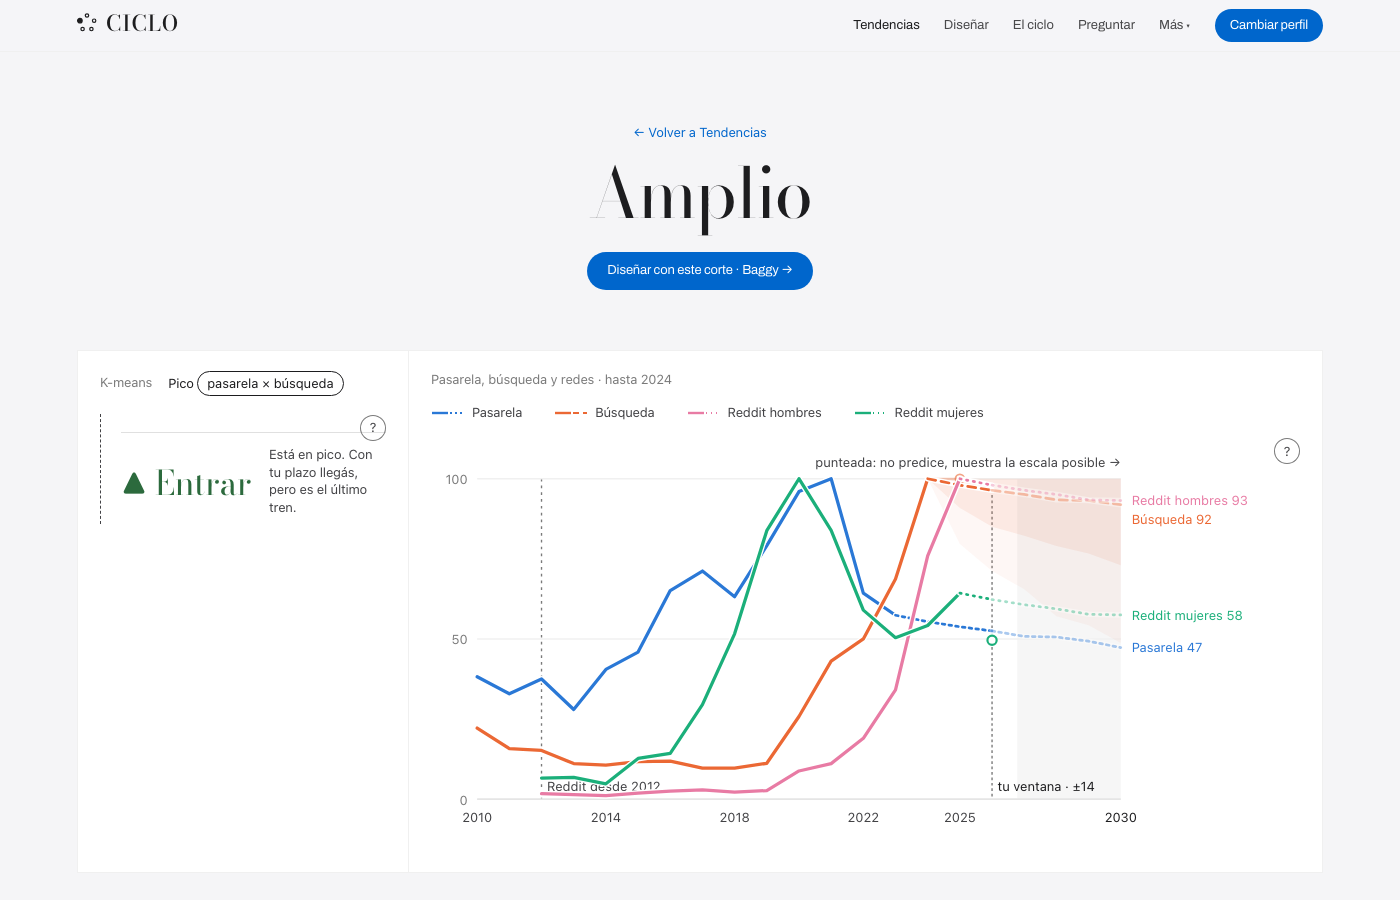 CICLO
Tendencias
Diseñar
El ciclo
Preguntar
Más
Cambiar perfil
← Volver a Tendencias
Amplio
Diseñar con este corte · Baggy →
K-means
Pico pasarela × búsqueda
?
Entrar
Está en pico. Con
tu plazo llegás,
pero es el último
tren.
Pasarela, búsqueda y redes · hasta 2024
Pasarela
Búsqueda
Reddit hombres
Reddit mujeres
?
punteada: no predice, muestra la escala posible →
100
50
0
Reddit hombres 93
Búsqueda 92
Reddit mujeres 58
Pasarela 47
Reddit desde 2012
tu ventana · ±14
2010
2014
2018
2022
2025
2030